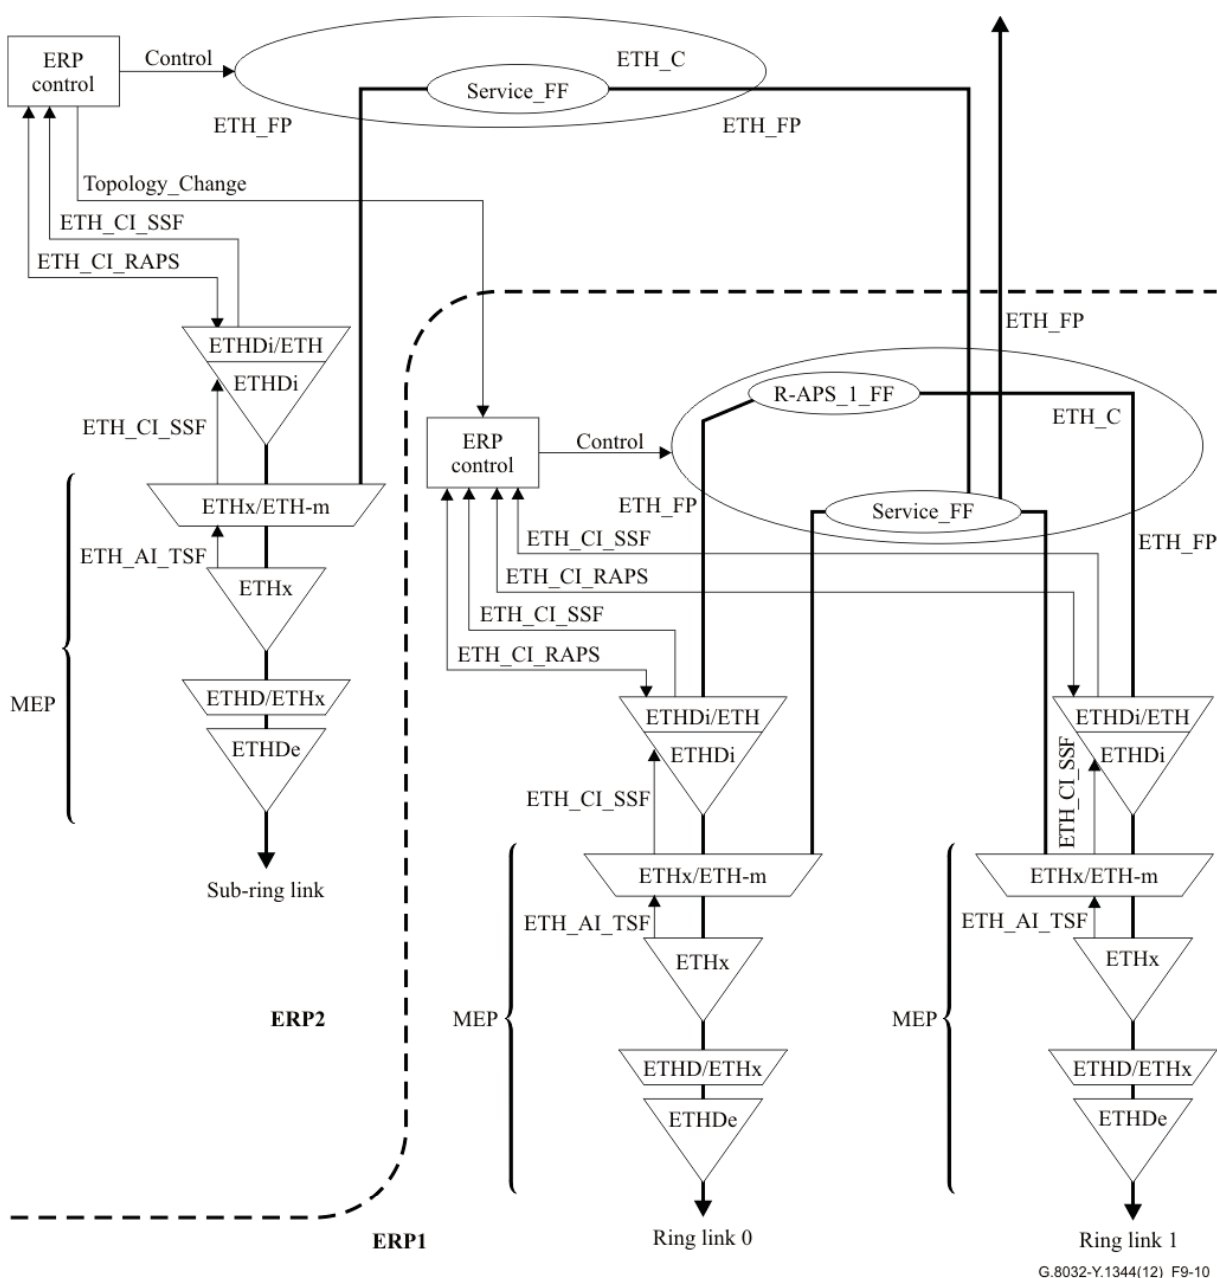 ERP
control
Control
ETH_C
Service_FF
ETH_FP
ETH_FP
Topology_Change
ETH_CI_SSF
ETH_CI_RAPS
ETHDi/ETH
ETHDi
ETH_CI_SSF
ETHx/ETH-m
ETH_AI_TSF
ETHx
MEP
ETHD/ETHx
ETHDe
Sub-ring link
ERP2
ETH_FP
R-APS_1_FF
ETH_C
ERP
control
Control
ETH_FP
Service_FF
ETH_FP
ETH_CI_SSF
ETH_CI_RAPS
ETH_CI_SSF
ETH_CI_RAPS
ETHDi/ETH
ETHDi
ETH_CI_SSF
ETHx/ETH-m
ETH_AI_TSF
ETHx
MEP
ETHD/ETHx
ETHDe
Ring link 0
ETHDi/ETH
ETHDi
ETH_CI_SSF
ETHx/ETH-m
ETH_AI_TSF
ETHx
MEP
ETHD/ETHx
ETHDe
Ring link 1
ERP1
G.8032-Y.1344(12)_F9-10